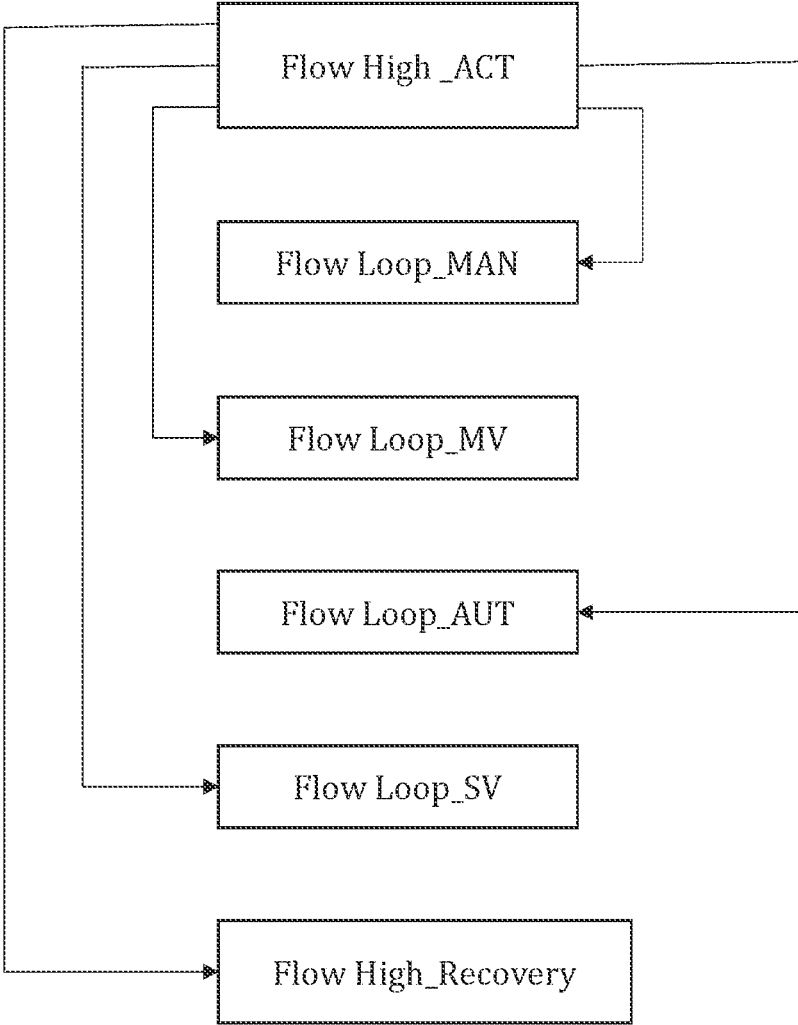 Flow High _ACT
Flow Loop_MAN
Flow Loop_MV
Flow Loop_AUT
Flow Loop_SV
Flow High_Recovery